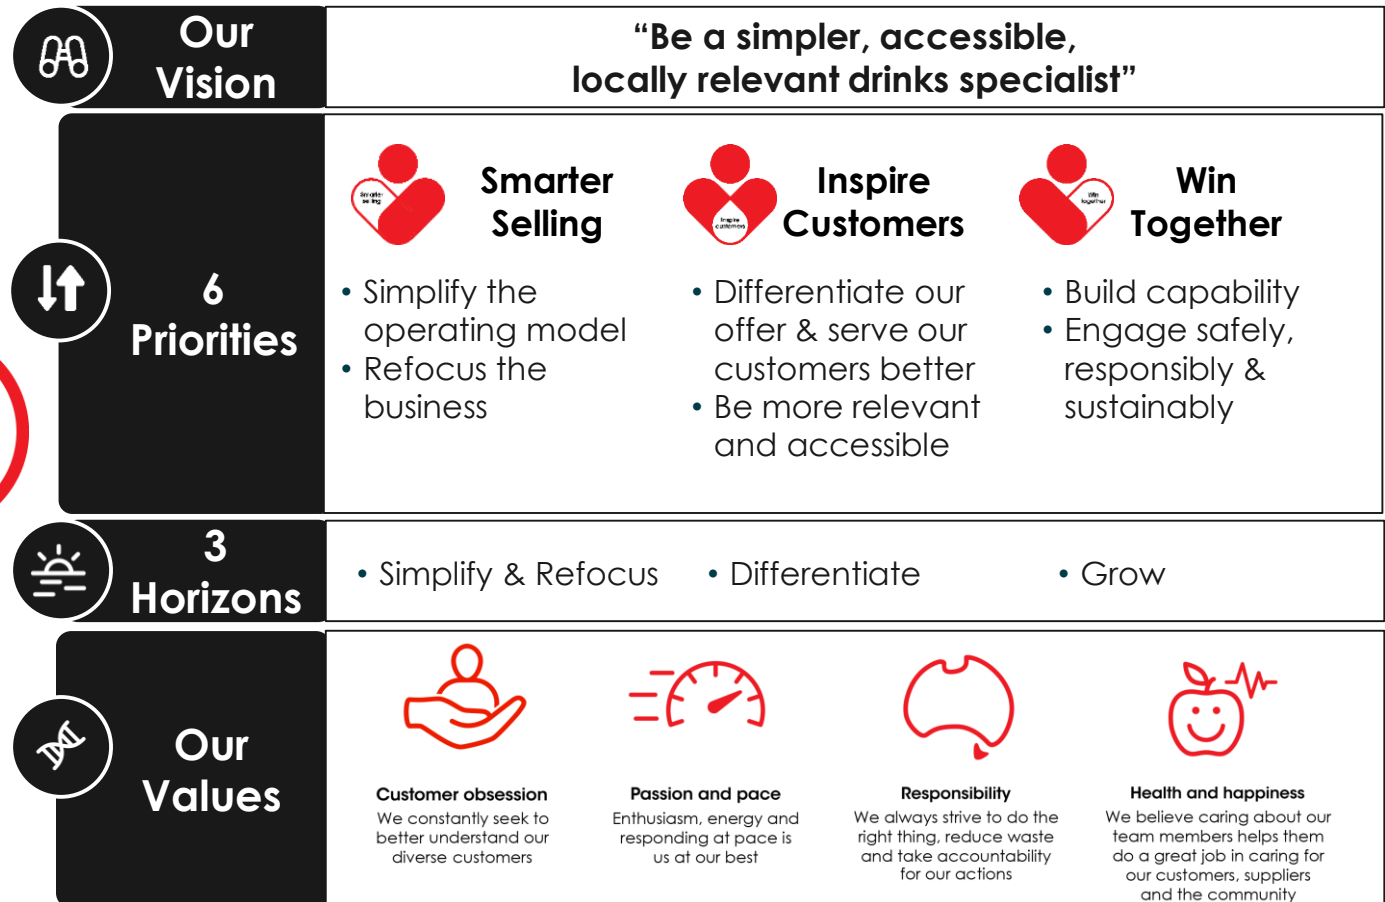 Our
Vision
“Be a simpler, accessible,
locally relevant drinks specialist”
6
Priorities
Smarter
selling
Smarter
Selling
• Simplify the
operating model
• Refocus the
business
Inspire
customers
Inspire
Customers
• Differentiate our
offer & serve our
customers better
• Be more relevant
and accessible
Win
together
Win
Together
• Build capability
• Engage safely,
responsibly &
sustainably
3
Horizons
• Simplify & Refocus
• Differentiate
• Grow
Our
Values
Customer obsession
We constantly seek to
better understand our
diverse customers
Passion and pace
Enthusiasm, energy and
responding at pace is
us at our best
Responsibility
We always strive to do the
right thing, reduce waste
and take accountability
for our actions
Health and happiness
We believe caring about our
team members helps them
do a great job in caring for
our customers, suppliers
and the community